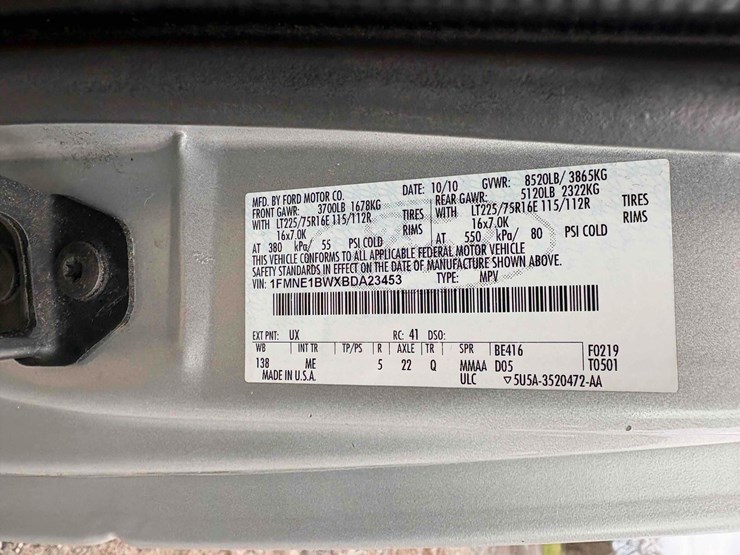 MFD. BY FORD MOTOR CO. DATE: 10/10 GVWR: 8520LB/ 3865KG
FRONT GAWR: 3700LB 1678KG REAR GAWR: 5120LB 2322KG
WITH LT225/75R16E 115/112R TIRES WITH LT225/75R16E 115/112R TIRES
16x7.0K RIMS 16x7.0K RIMS
AT 380 kPa/ 55 PSI COLD AT 550 kPa/ 80 PSI COLD
THIS VEHICLE CONFORMS TO ALL APPLICABLE FEDERAL MOTOR VEHICLE
SAFETY STANDARDS IN EFFECT ON THE DATE OF MANUFACTURE SHOWN ABOVE.
VIN: 1FMNE1BWXBDA23453 TYPE: MPV
EXT PNT: UX RC: 41 DSO:
WB INT TR TP/PS R AXLE TR SPR BE416 F0219
138 ME 5 22 Q MMAA D05 T0501
MADE IN U.S.A. ULC ▽5U5A-3520472-AA